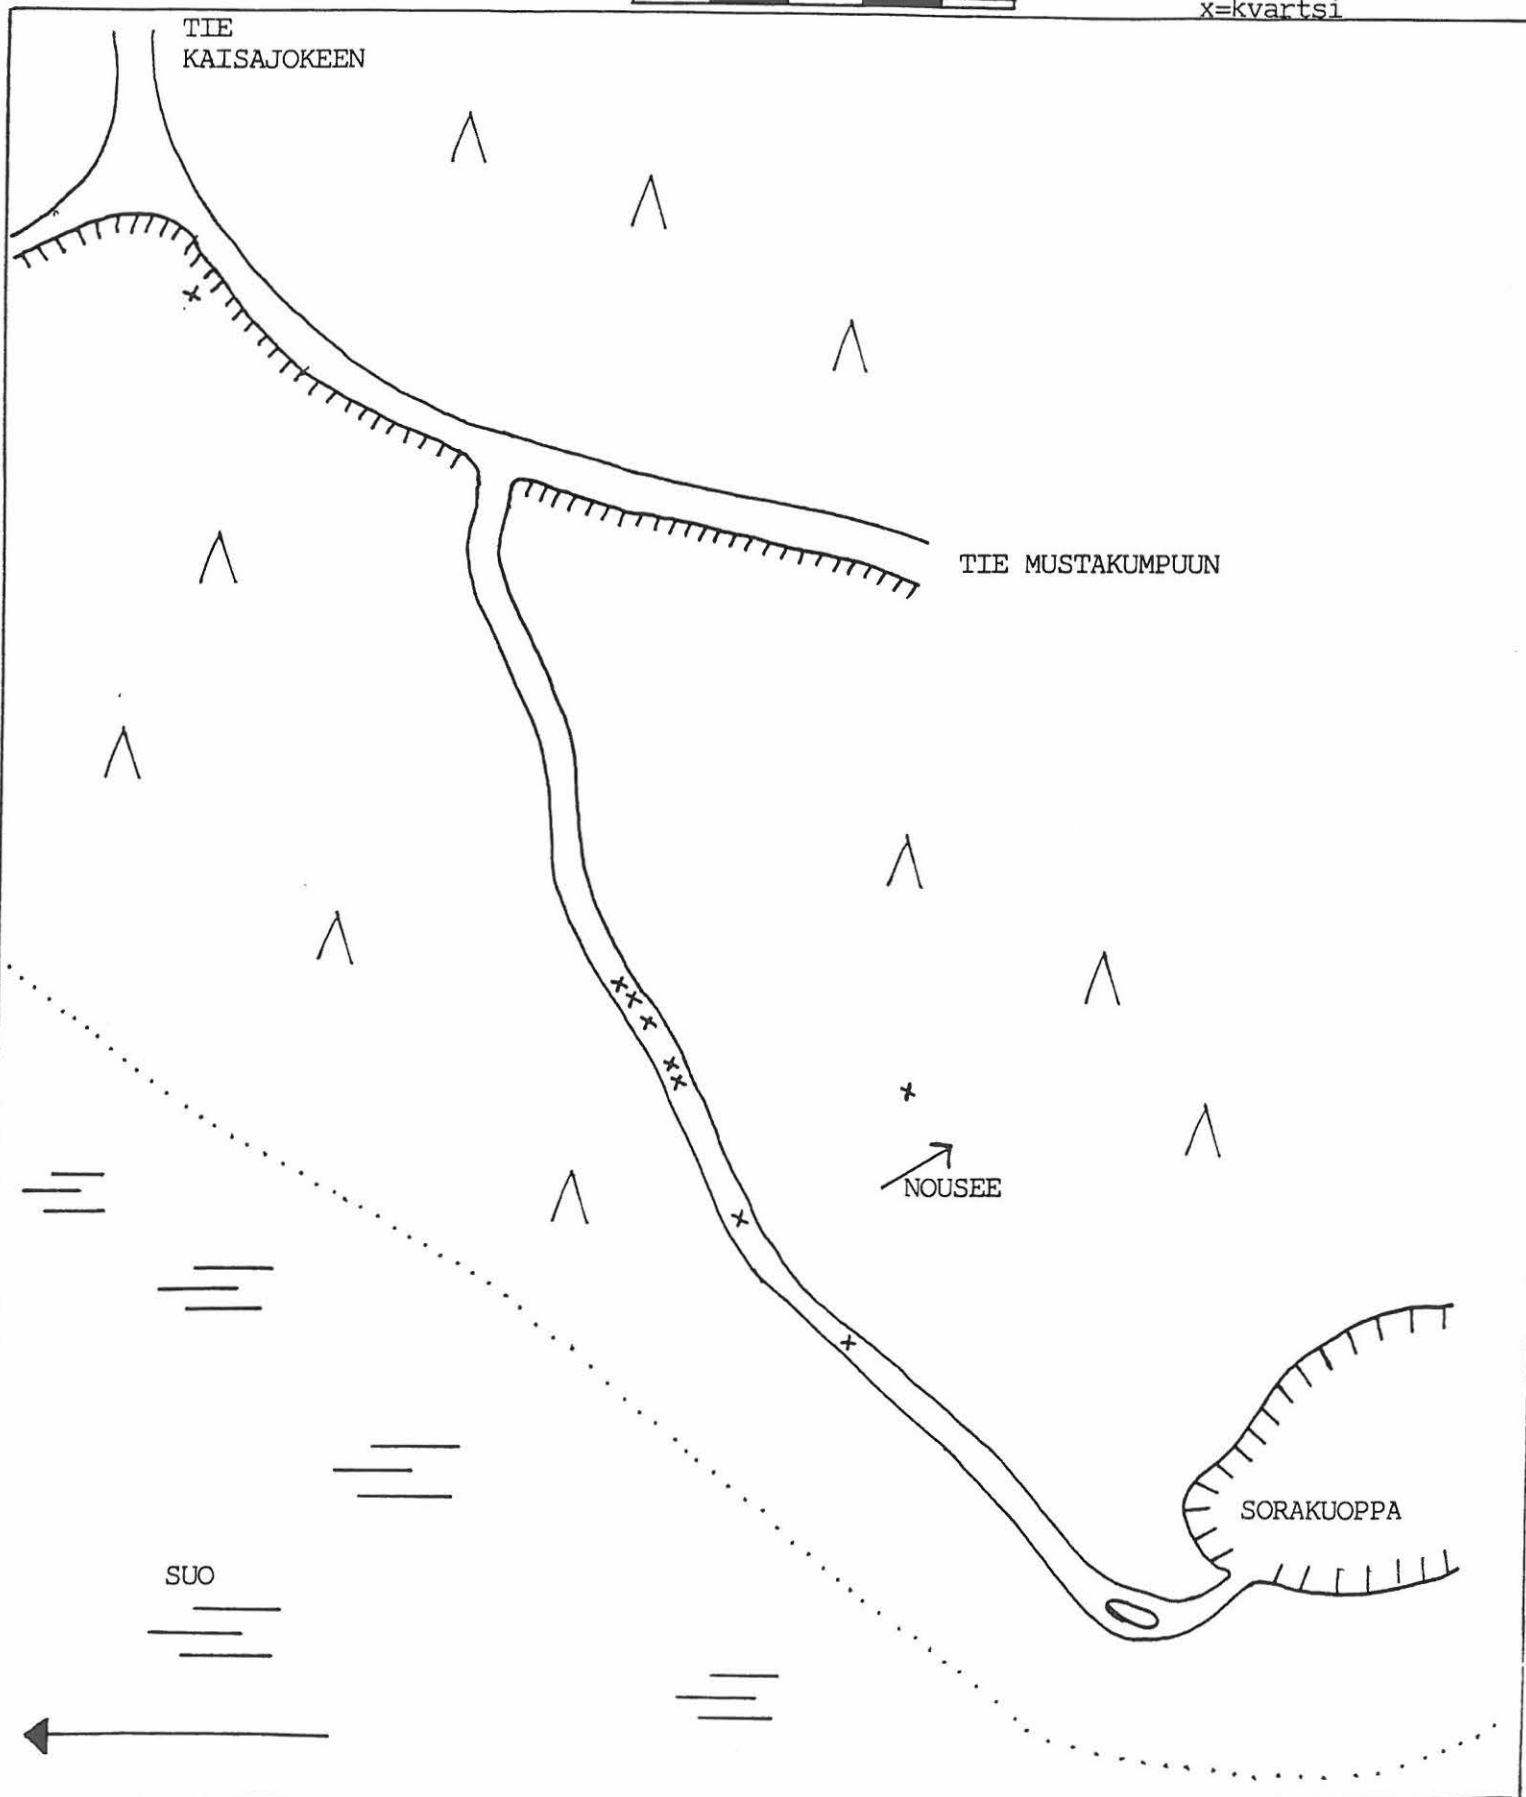 x=kvartsi
TIE
KAISAJOKEEN
TIE MUSTAKUMPUUN
NOUSEE
SORAKUOPPA
SUO